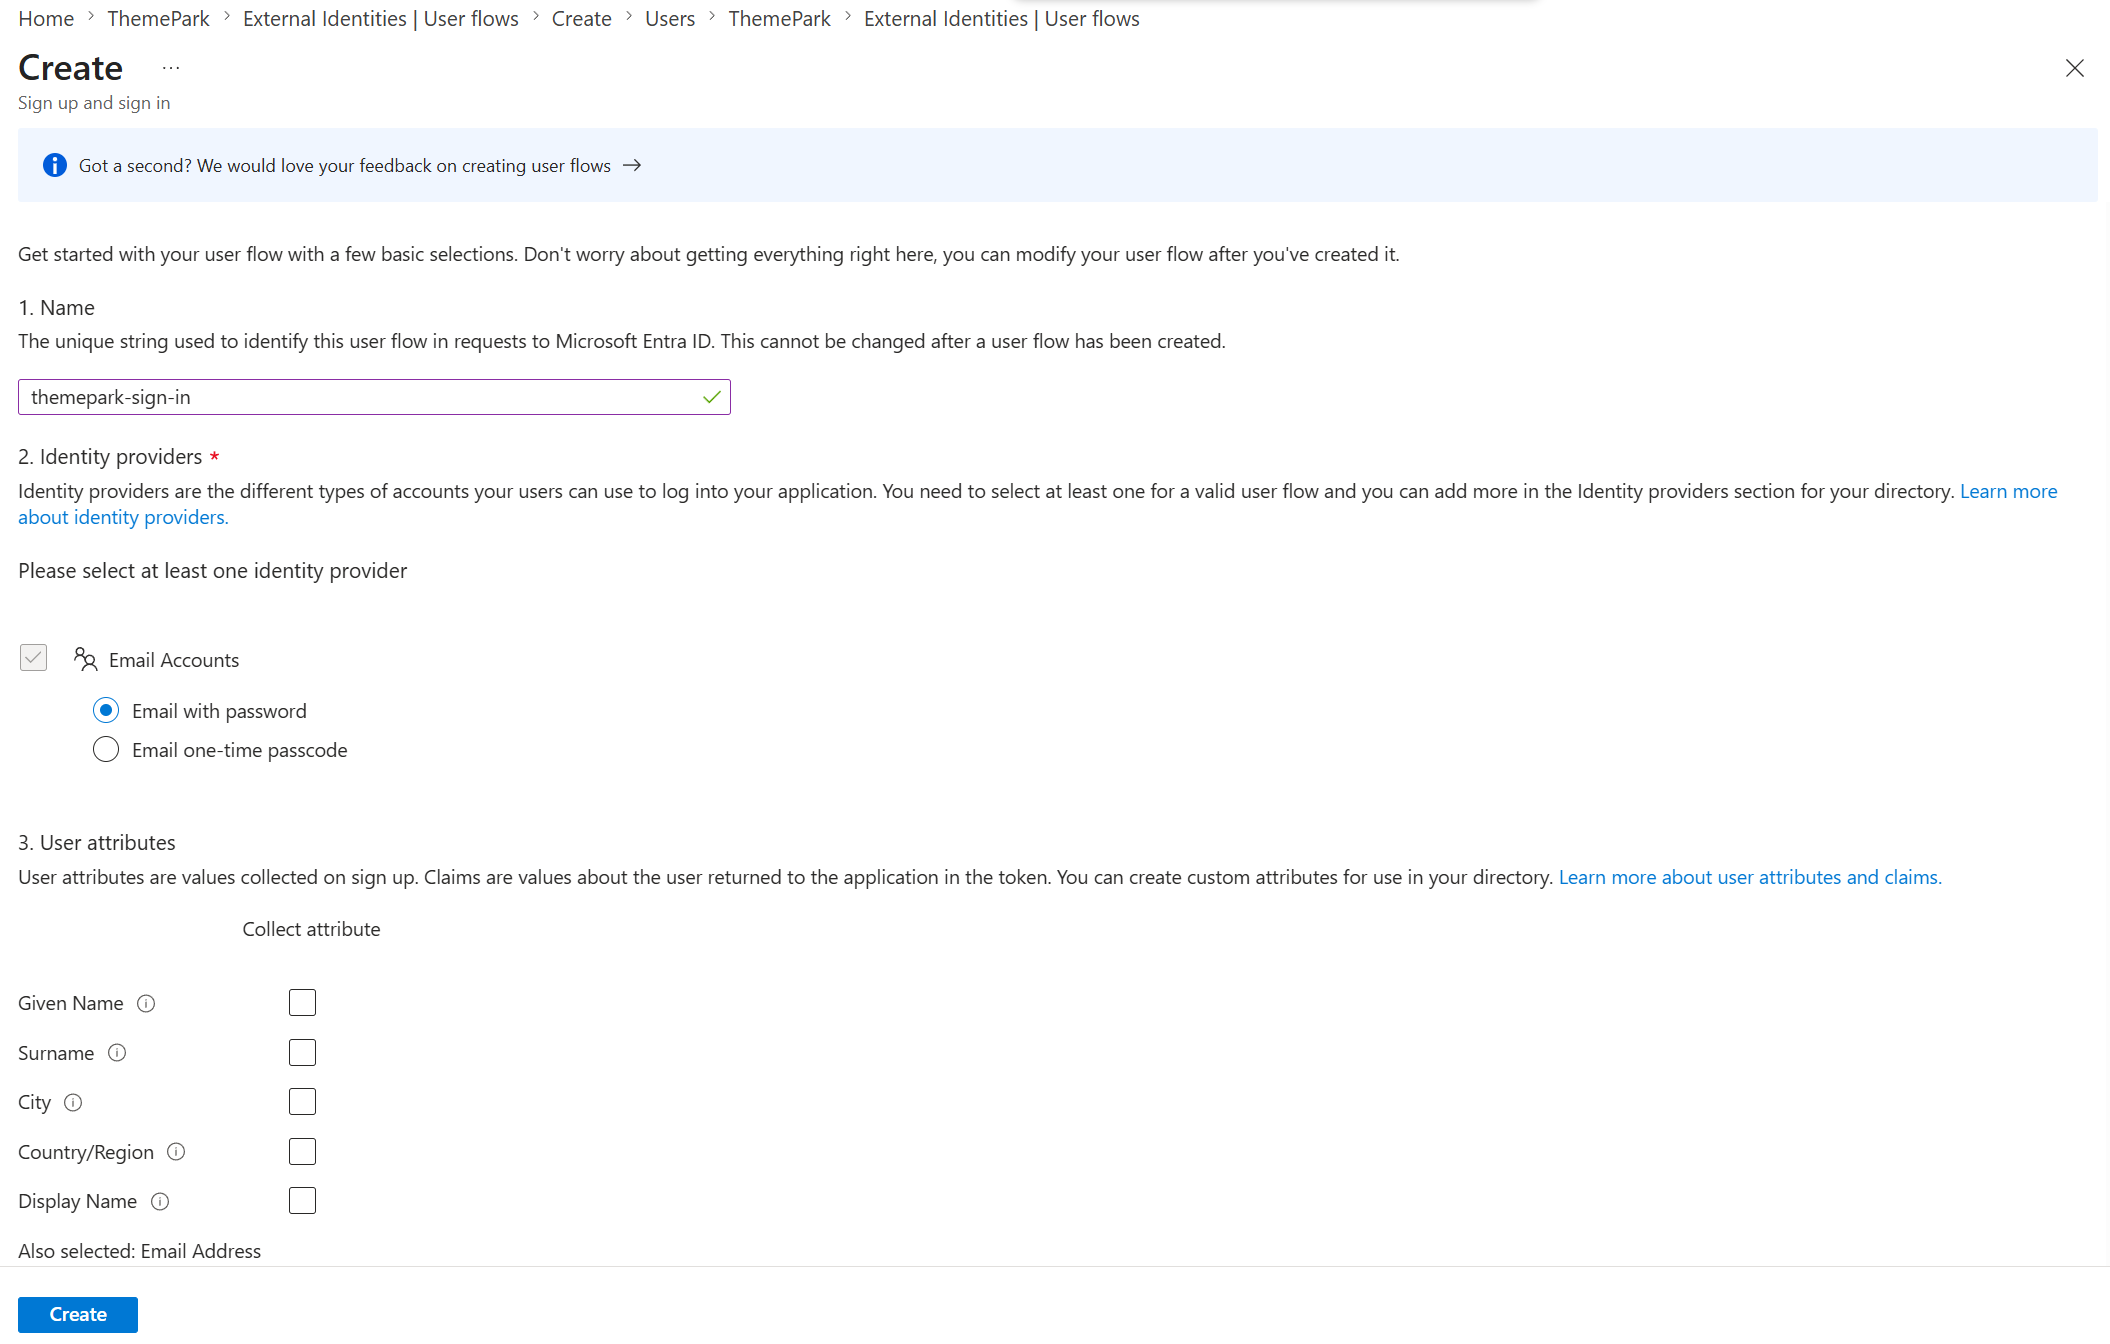 Home > ThemePark > External Identities | User flows > Create > Users > ThemePark > External Identities | User flows
Create ...
Sign up and sign in
Got a second? We would love your feedback on creating user flows →
Get started with your user flow with a few basic selections. Don't worry about getting everything right here, you can modify your user flow after you've created it.
1. Name
The unique string used to identify this user flow in requests to Microsoft Entra ID. This cannot be changed after a user flow has been created.
themepark-sign-in
2. Identity providers *
Identity providers are the different types of accounts your users can use to log into your application. You need to select at least one for a valid user flow and you can add more in the Identity providers section for your directory. Learn more
about identity providers.
Please select at least one identity provider
Email Accounts
Email with password
Email one-time passcode
3. User attributes
User attributes are values collected on sign up. Claims are values about the user returned to the application in the token. You can create custom attributes for use in your directory. Learn more about user attributes and claims.
Collect attribute
Given Name
Surname
City
Country/Region
Display Name
Also selected: Email Address
Create